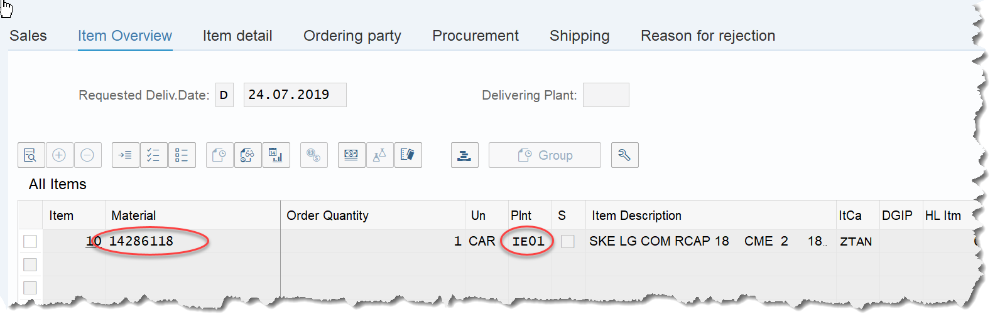 Sales Item Overview Item detail Ordering party Procurement Shipping Reason for rejection
Requested Deliv.Date: D 24.07.2019 Delivering Plant:
14 Group
All Items
Item Material Order Quantity Un Plnt S Item Description ItCa DGIP HL Itm
10 14286118 1 CAR IE01 SKE LG COM RCAP 18 CME 2 18... ZTAN